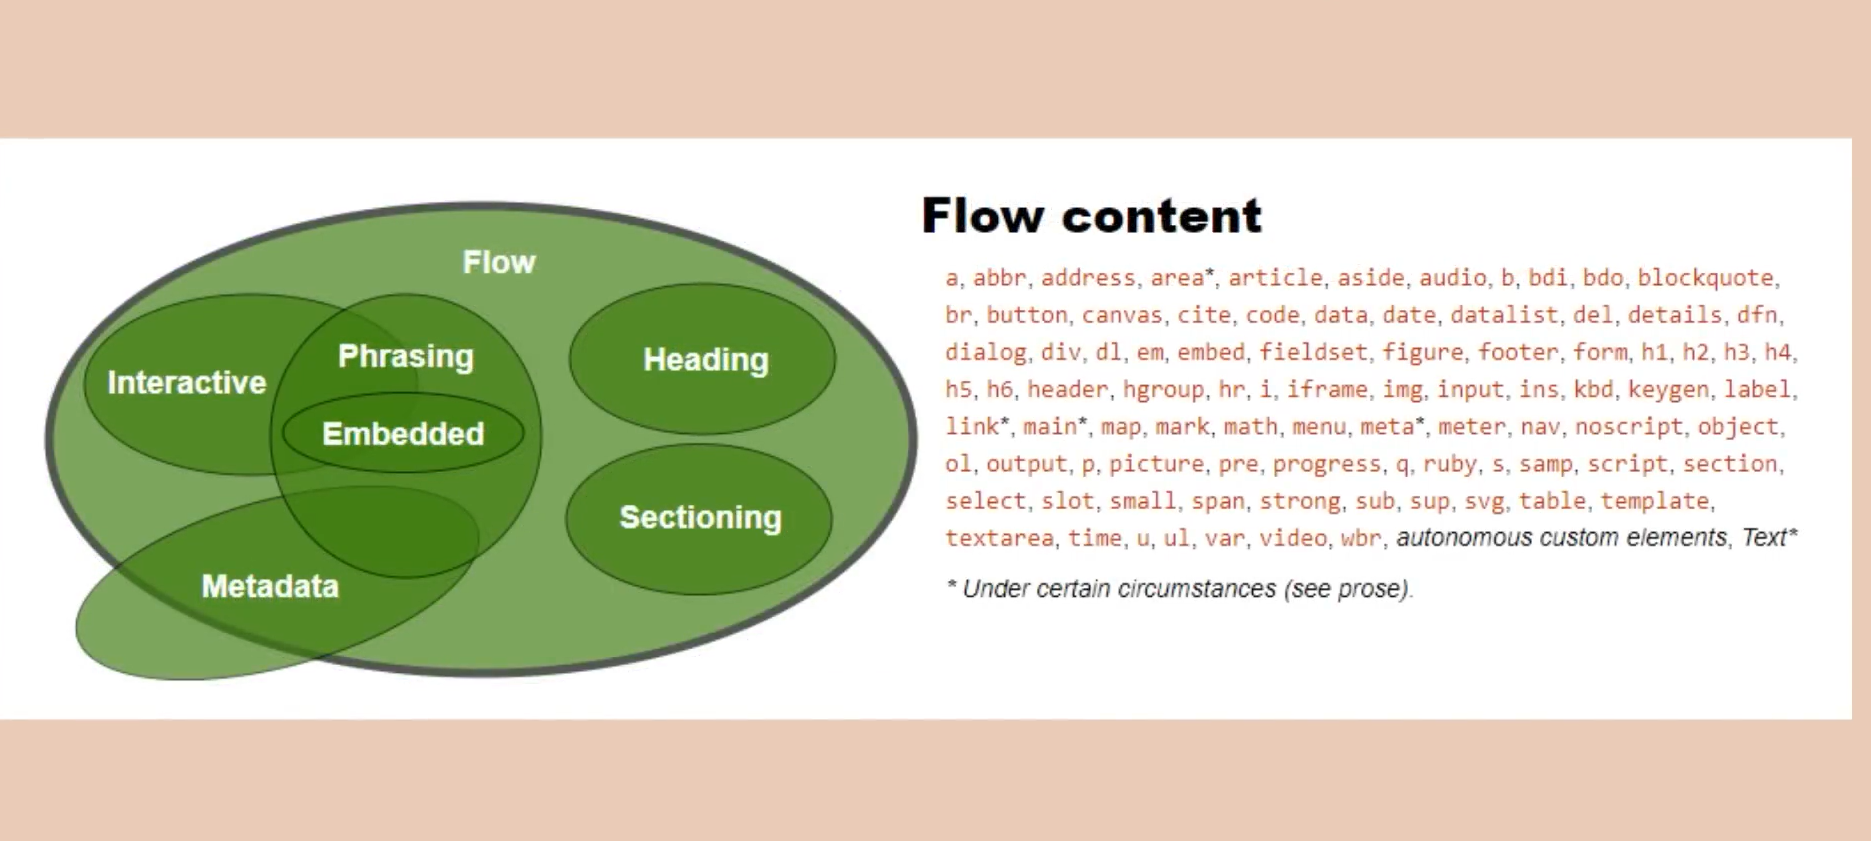 Flow
Interactive
Phrasing
Embedded
Heading
Sectioning
Metadata
Flow content
a, abbr, address, area*, article, aside, audio, b, bdi, bdo, blockquote,
br, button, canvas, cite, code, data, date, datalist, del, details, dfn,
dialog, div, dl, em, embed, fieldset, figure, footer, form, h1, h2, h3, h4,
h5, h6, header, hgroup, hr, i, iframe, img, input, ins, kbd, keygen, label,
link*, main*, map, mark, math, menu, meta*, meter, nav, noscript, object,
ol, output, p, picture, pre, progress, q, ruby, s, samp, script, section,
select, slot, small, span, strong, sub, sup, svg, table, template,
textarea, time, u, ul, var, video, wbr, autonomous custom elements, Text*
* Under certain circumstances (see prose).